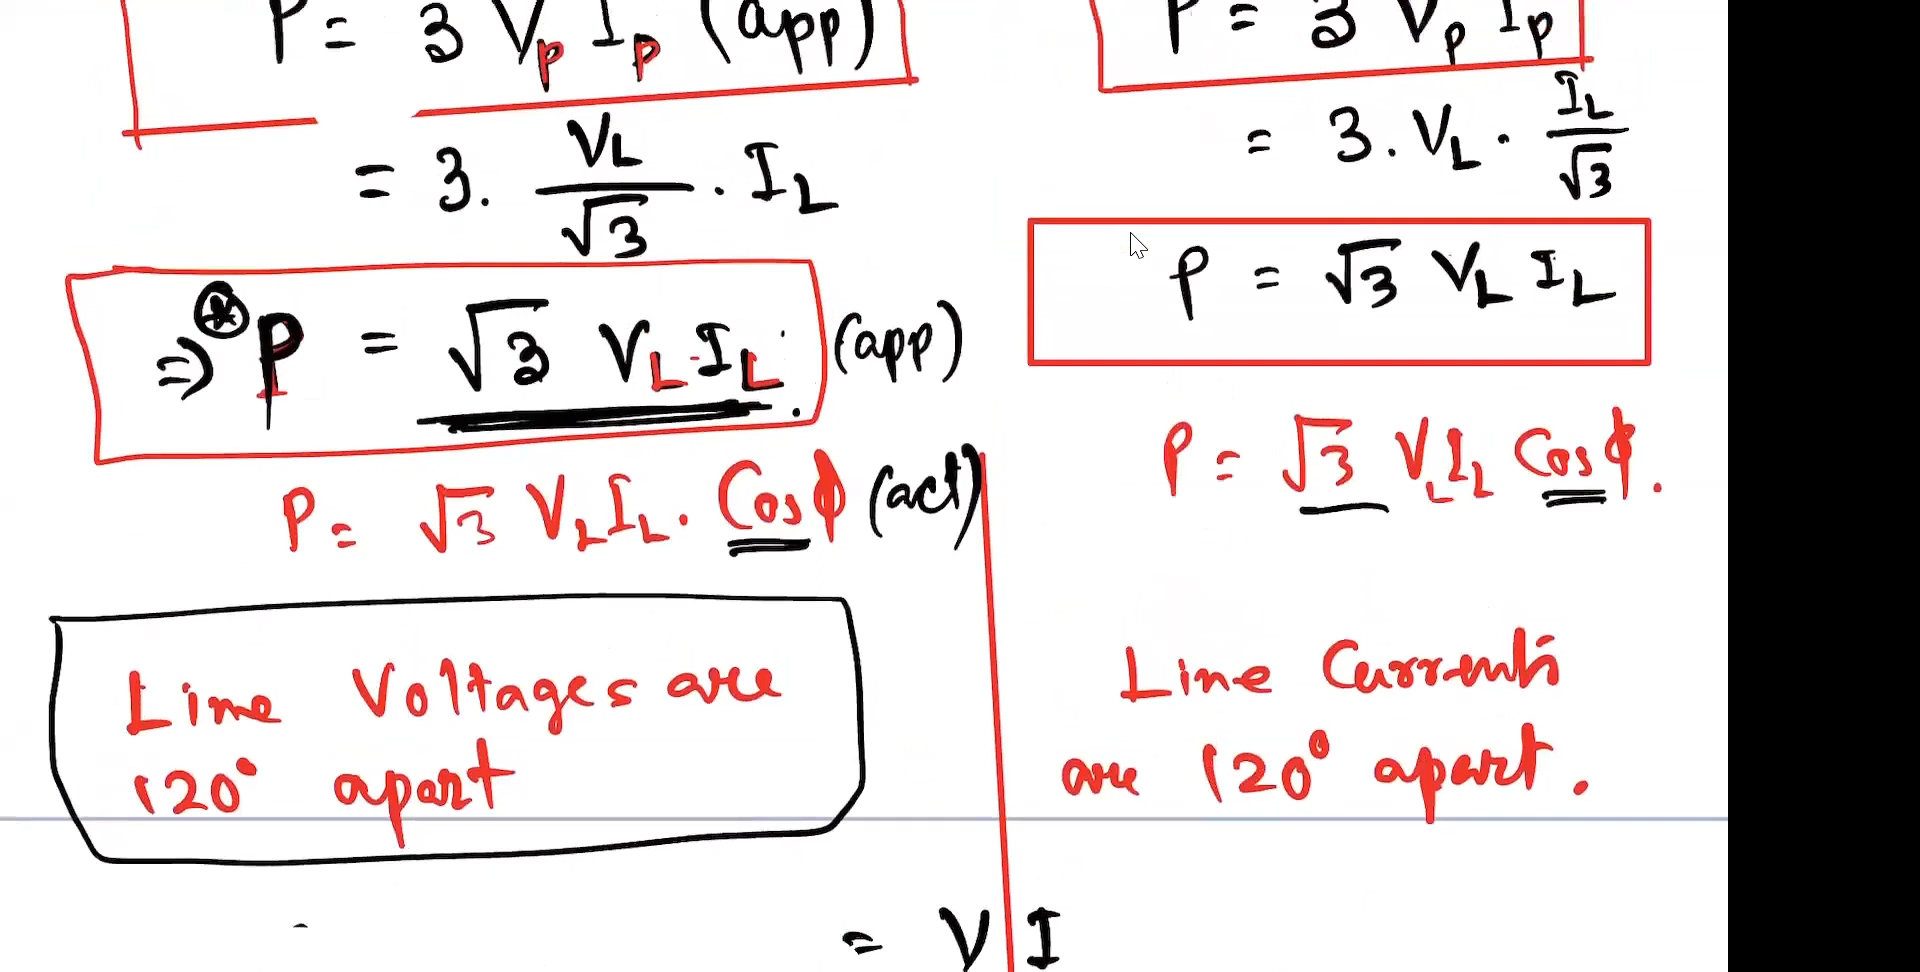 P = 3 Vp Ip (app)
= 3. VL/√3 . IL
⇒ * P = √3 VL IL . (app)
P = √3 VL IL . Cosϕ (act)
Line Voltages are
120° apart
P = 3 Vp Ip
= 3. VL . IL/√3
P = √3 VL IL
P = √3 VL IL Cosϕ.
Line Currents
are 120° apart.
= V I